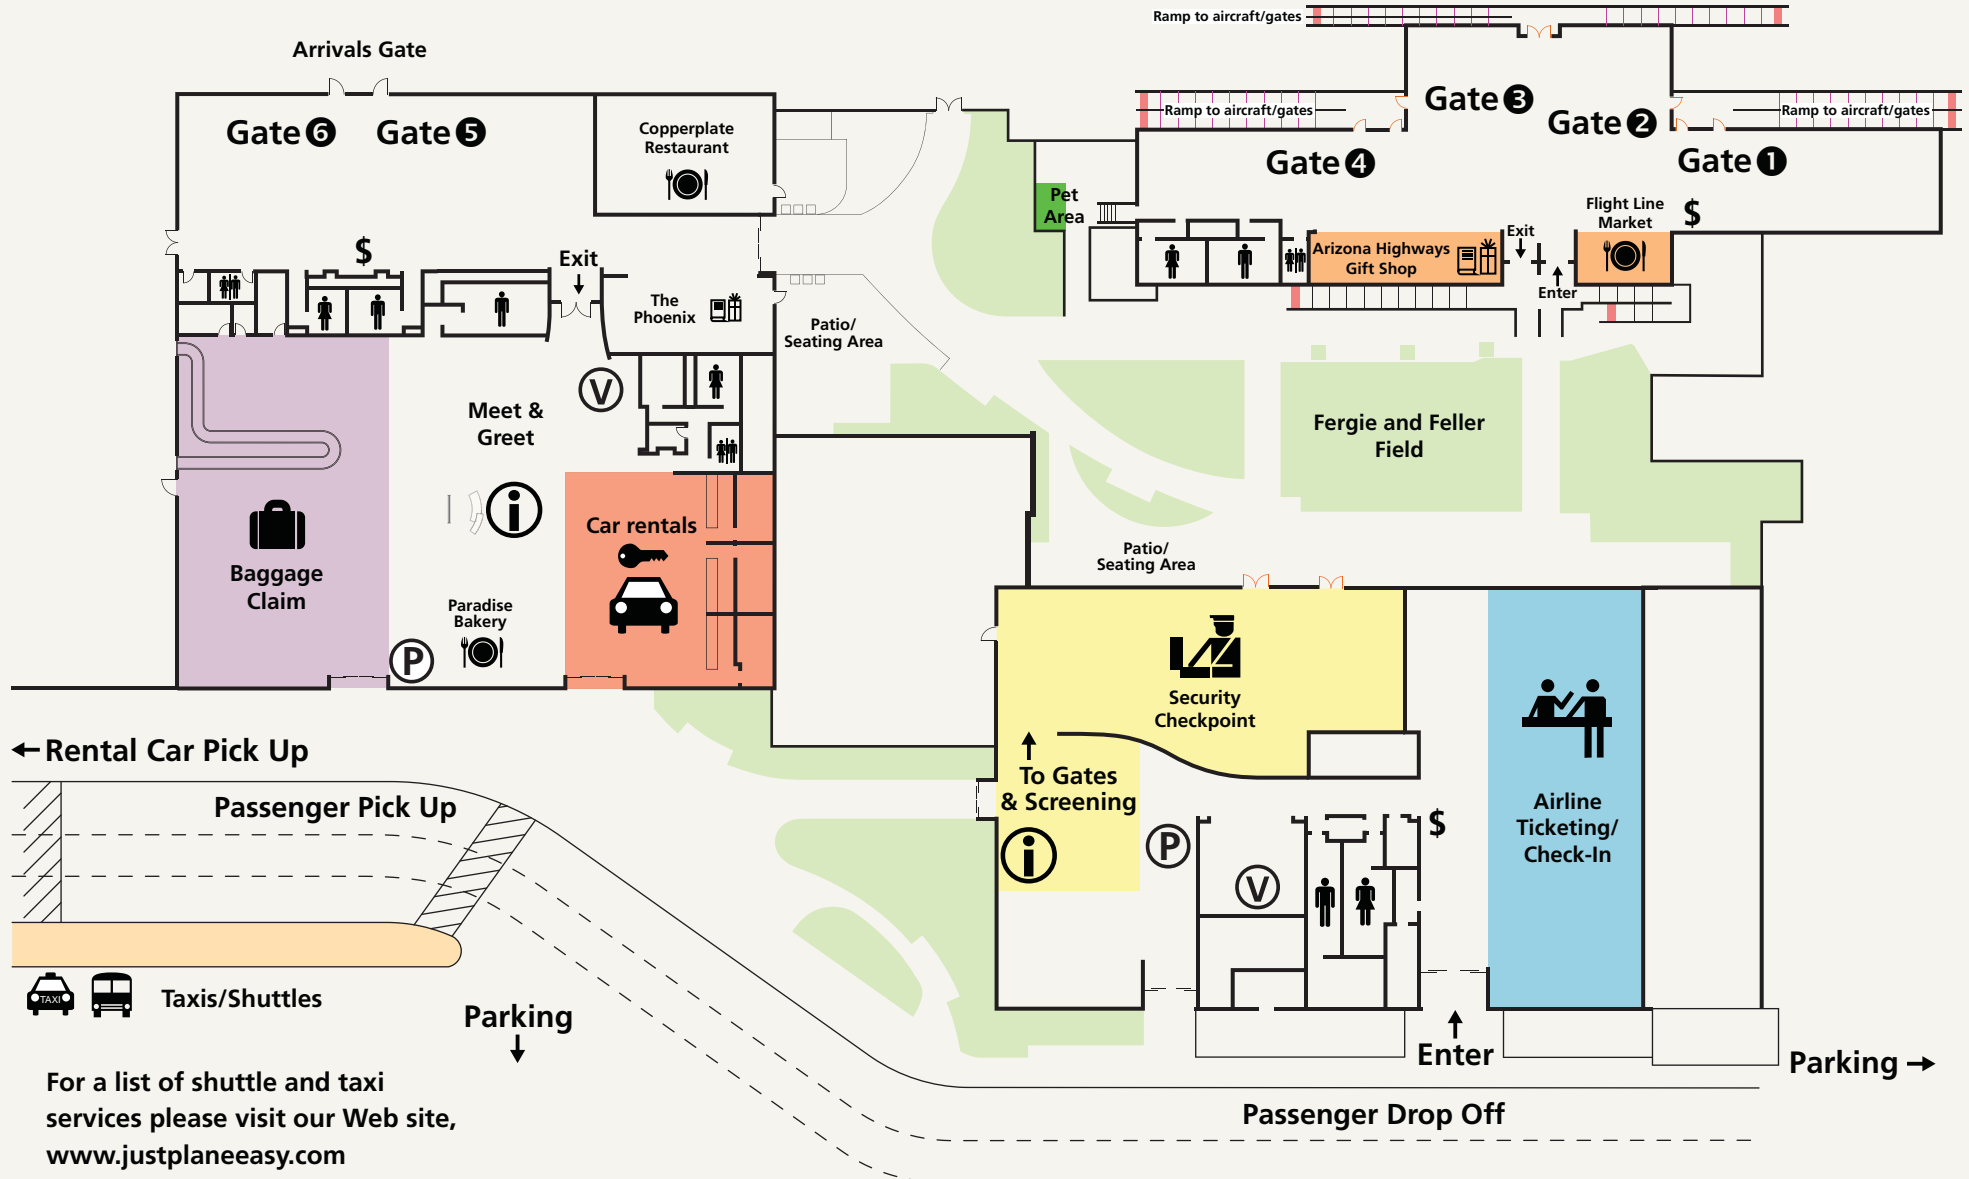 Ramp to aircraft/gates
Arrivals Gate
Gate 6
Gate 5
Copperplate
Restaurant
Gate 3
Gate 2
Ramp to aircraft/gates
Ramp to aircraft/gates
Gate 4
Gate 1
Pet
Area
Flight Line
Market
$
Arizona Highways
Gift Shop
Exit
Enter
$
Exit
The
Phoenix
Patio/
Seating Area
V
Meet &
Greet
Fergie and Feller
Field
i
Car rentals
Baggage
Claim
Paradise
Bakery
P
Patio/
Seating Area
Security
Checkpoint
To Gates
& Screening
i
P
V
$
Airline
Ticketing/
Check-In
Rental Car Pick Up
Passenger Pick Up
TAXI
Taxis/Shuttles
Parking
Enter
Parking
Passenger Drop Off
For a list of shuttle and taxi
services please visit our Web site,
www.justplaneeasy.com